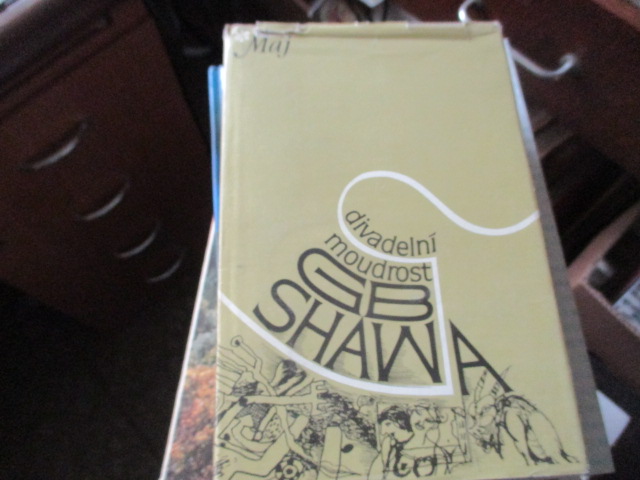 Máj
divadelní
moudrost
GB
SHAWA